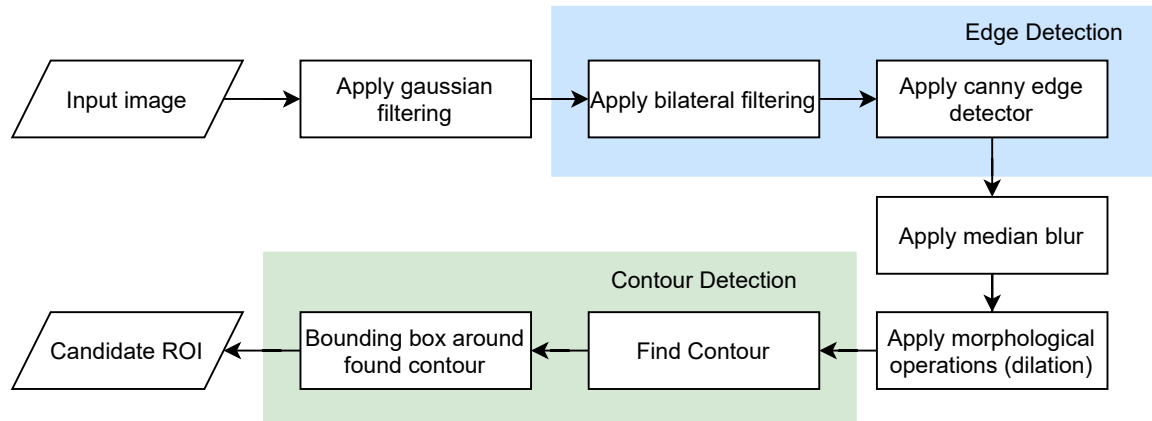 Edge Detection
Input image
Apply gaussian
filtering
Apply bilateral filtering
Apply canny edge
detector
Apply median blur
Contour Detection
Candidate ROI
Bounding box around
found contour
Find Contour
Apply morphological
operations (dilation)